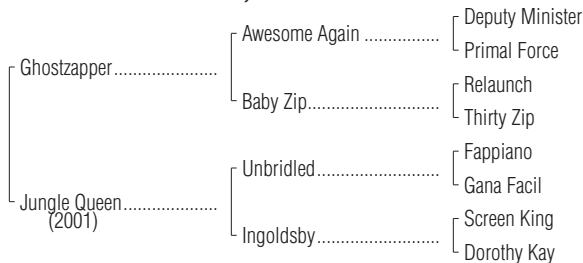 Deputy Minister
Awesome Again ................
Primal Force
Ghostzapper......................
Relaunch
Baby Zip............................
Thirty Zip
Fappiano
Unbridled..........................
Gana Facil
Jungle Queen....................
(2001)
Screen King
Ingoldsby..........................
Dorothy Kay